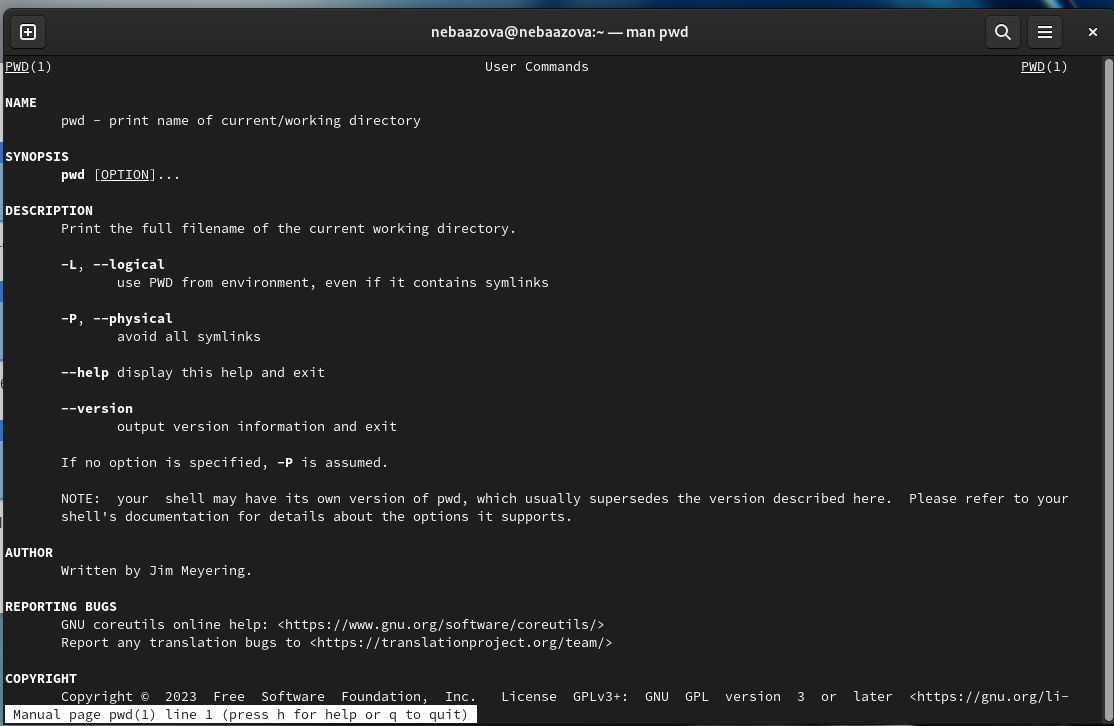 nebaazova@nebaazova:~ — man pwd
PWD(1) User Commands PWD(1)
NAME
pwd - print name of current/working directory
SYNOPSIS
pwd [OPTION]...
DESCRIPTION
Print the full filename of the current working directory.
-L, --logical
use PWD from environment, even if it contains symlinks
-P, --physical
avoid all symlinks
--help display this help and exit
--version
output version information and exit
If no option is specified, -P is assumed.
NOTE:  your  shell may have its own version of pwd, which usually supersedes the version described here.  Please refer to your
shell's documentation for details about the options it supports.
AUTHOR
Written by Jim Meyering.
REPORTING BUGS
GNU coreutils online help: <https://www.gnu.org/software/coreutils/>
Report any translation bugs to <https://translationproject.org/team/>
COPYRIGHT
Copyright ©  2023  Free  Software  Foundation,  Inc.   License  GPLv3+:  GNU  GPL  version  3  or  later  <https://gnu.org/li-
Manual page pwd(1) line 1 (press h for help or q to quit)